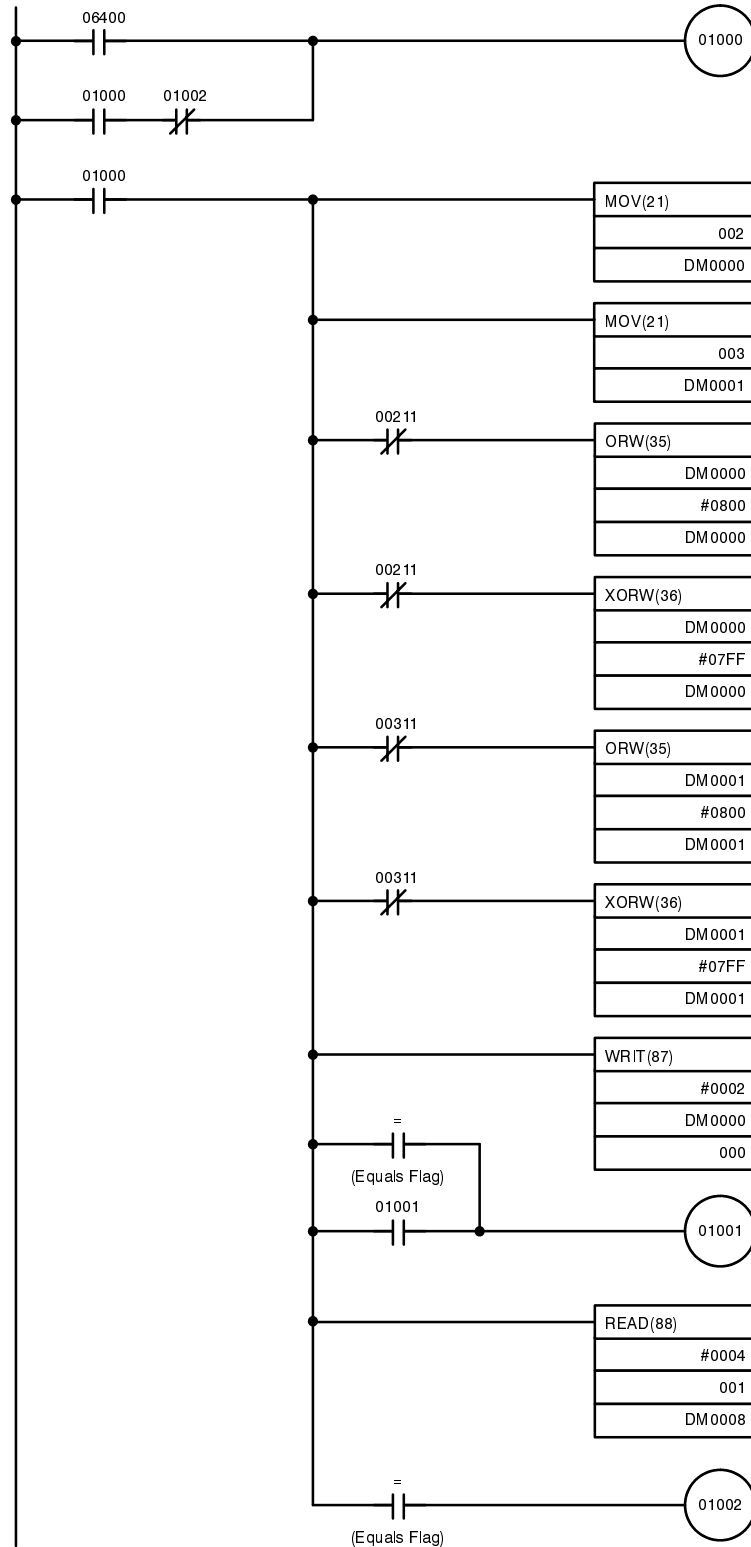 06400
01000
01000 01002
01000
MOV(21)
002
DM0000
MOV(21)
003
DM0001
00211
ORW(35)
DM0000
#0800
DM0000
00211
XORW(36)
DM0000
#07FF
DM0000
00311
ORW(35)
DM0001
#0800
DM0001
00311
XORW(36)
DM0001
#07FF
DM0001
WRIT(87)
#0002
DM0000
000
=
(Equals Flag)
01001
01001
READ(88)
#0004
001
DM0008
=
01002
(Equals Flag)